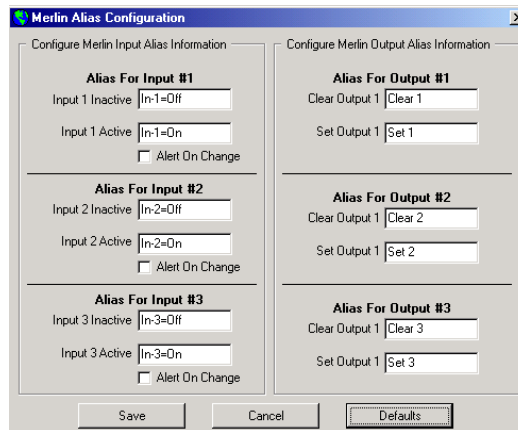 Merlin Alias Configuration
Configure Merlin Input Alias Information
Alias For Input #1
Input 1 Inactive In-1=Off
Input 1 Active In-1=On
Alert On Change
Alias For Input #2
Input 2 Inactive In-2=Off
Input 2 Active In-2=On
Alert On Change
Alias For Input #3
Input 3 Inactive In-3=Off
Input 3 Active In-3=On
Alert On Change
Configure Merlin Output Alias Information
Alias For Output #1
Clear Output 1 Clear 1
Set Output 1 Set 1
Alias For Output #2
Clear Output 1 Clear 2
Set Output 1 Set 2
Alias For Output #3
Clear Output 1 Clear 3
Set Output 1 Set 3
Save Cancel Defaults